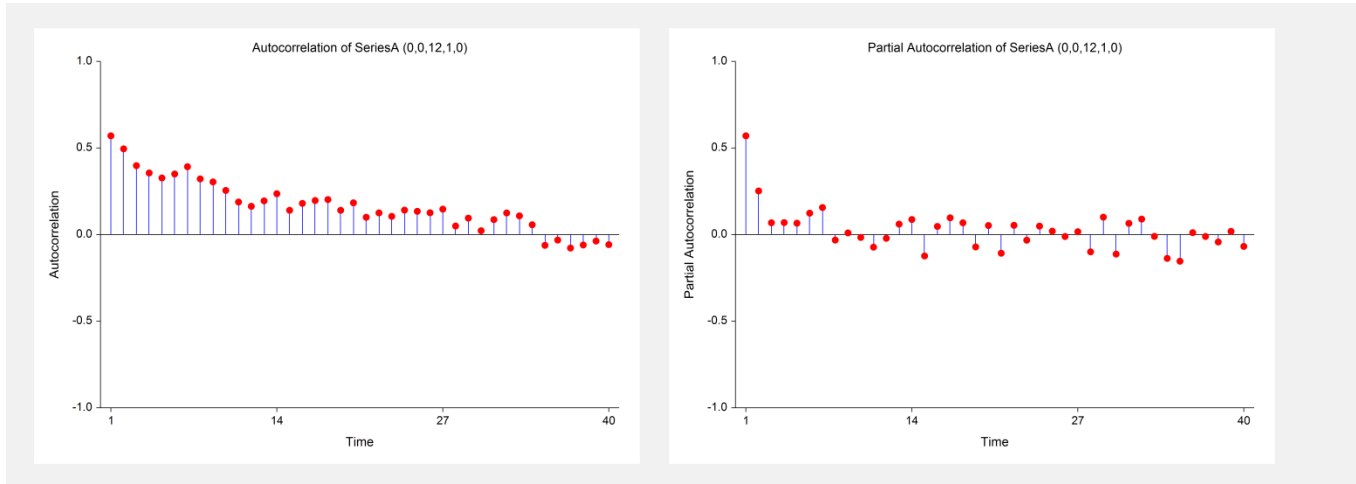 Autocorrelation of SeriesA (0,0,12,1,0)
1.0
0.5
0.0
-0.5
-1.0
Autocorrelation
1 14 27 40
Time
Partial Autocorrelation of SeriesA (0,0,12,1,0)
1.0
0.5
0.0
-0.5
-1.0
Partial Autocorrelation
1 14 27 40
Time